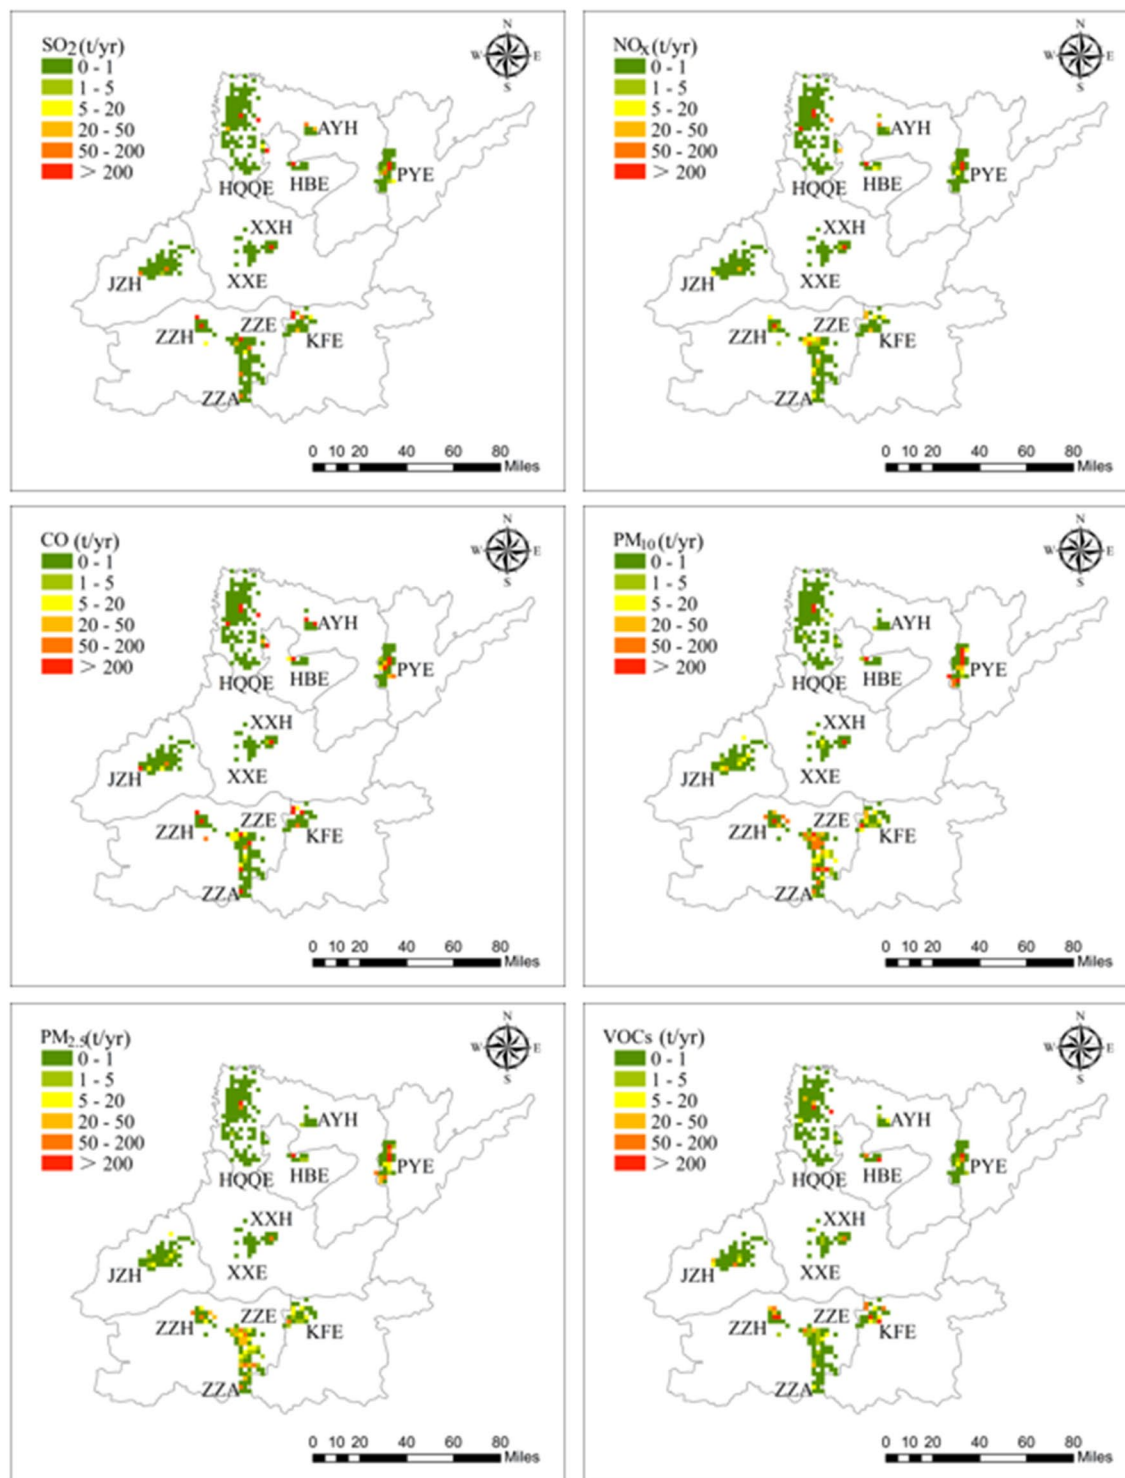 SO2 (t/yr)
0 - 1
1 - 5
5 - 20
20 - 50
50 - 200
> 200
N
W E
S
AYH
HQQE HBE PYE
XXH
JZH XXE
ZZH ZZE KFE
ZZA
0 10 20 40 60 80
Miles
NOX (t/yr)
0 - 1
1 - 5
5 - 20
20 - 50
50 - 200
> 200
N
W E
S
AYH
HQQE HBE PYE
XXH
JZH XXE
ZZH ZZE KFE
ZZA
0 10 20 40 60 80
Miles
CO (t/yr)
0 - 1
1 - 5
5 - 20
20 - 50
50 - 200
> 200
N
W E
S
AYH
HQQE HBE PYE
XXH
JZH XXE
ZZH ZZE KFE
ZZA
0 10 20 40 60 80
Miles
PM10 (t/yr)
0 - 1
1 - 5
5 - 20
20 - 50
50 - 200
> 200
N
W E
S
AYH
HQQE HBE PYE
XXH
JZH XXE
ZZH ZZE KFE
ZZA
0 10 20 40 60 80
Miles
PM2.5 (t/yr)
0 - 1
1 - 5
5 - 20
20 - 50
50 - 200
> 200
N
W E
S
AYH
HQQE HBE PYE
XXH
JZH XXE
ZZH ZZE KFE
ZZA
0 10 20 40 60 80
Miles
VOCs (t/yr)
0 - 1
1 - 5
5 - 20
20 - 50
50 - 200
> 200
N
W E
S
AYH
HQQE HBE PYE
XXH
JZH XXE
ZZH ZZE KFE
ZZA
0 10 20 40 60 80
Miles